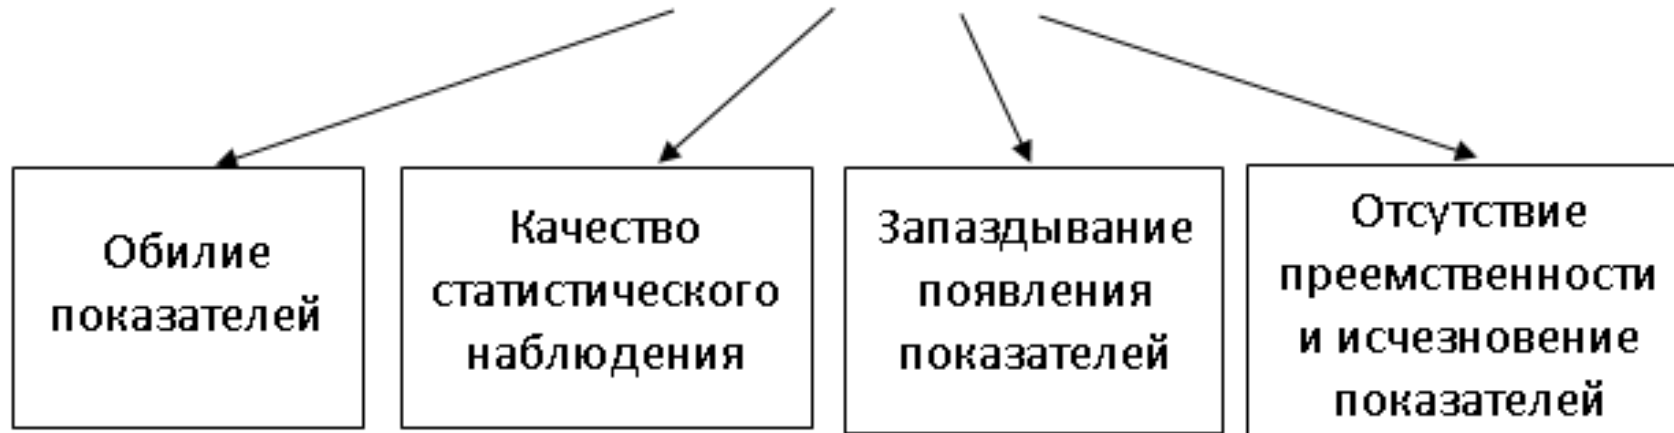 Обилие
показателей
Качество
статистического
наблюдения
Запаздывание
появления
показателей
Отсутствие
преемственности
и исчезновение
показателей